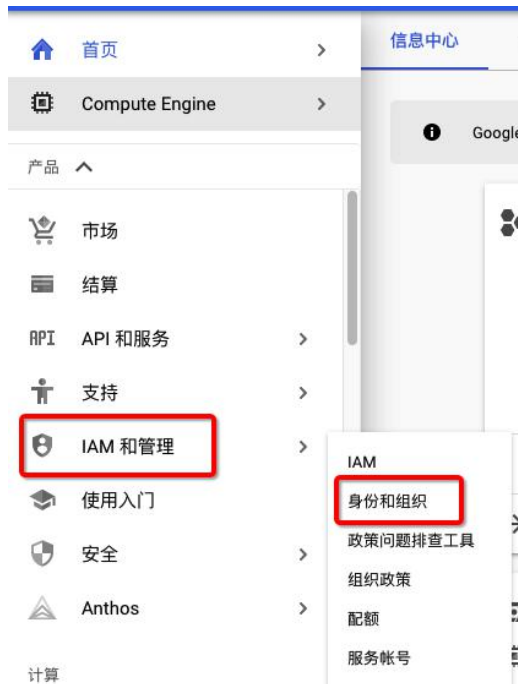 首页
Compute Engine
产品
市场
结算
API API 和服务
支持
IAM 和管理
使用入门
安全
Anthos
计算
信息中心
Google
IAM
身份和组织
政策问题排查工具
组织政策
配额
服务帐号